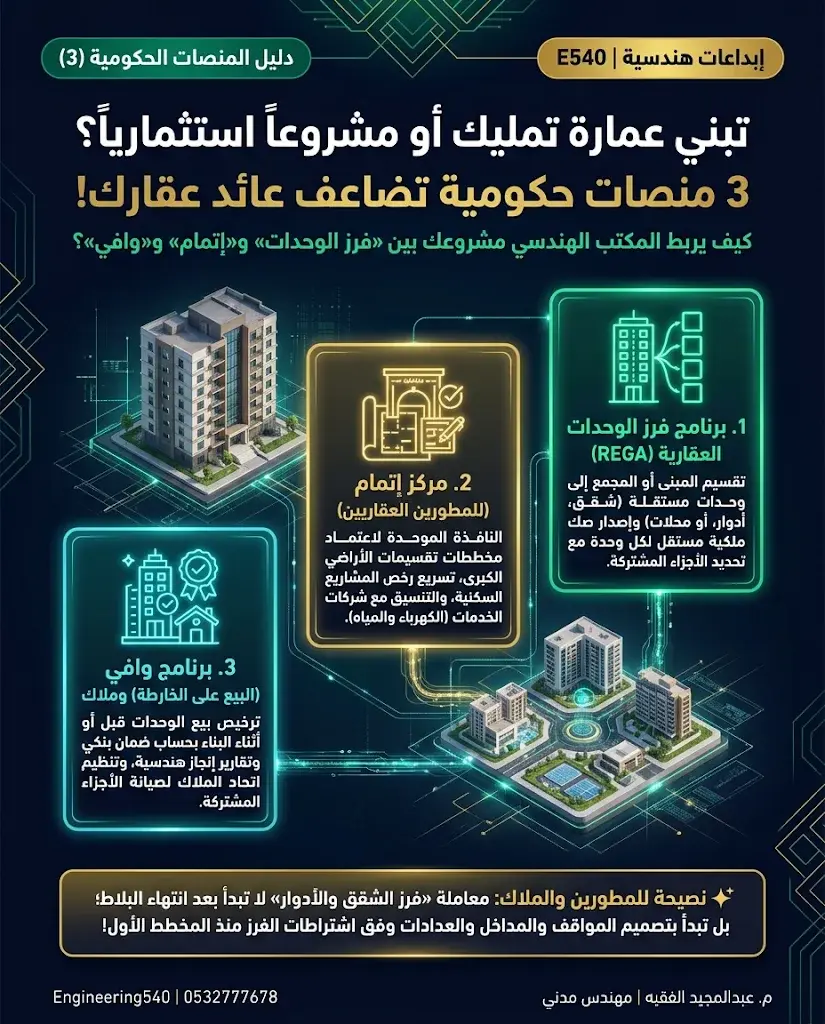 إبداعات هندسية | E540
دليل المنصات الحكومية (3)
تبني عمارة تمليك أو مشروعاً استثمارياً؟
3 منصات حكومية تضاعف عائد عقارك!
كيف يربط المكتب الهندسي مشروعك بين «فرز الوحدات» و«إتمام» و«وافي»؟
1. برنامج فرز الوحدات
العقارية (REGA)
تقسيم المبنى أو المجمع إلى
وحدات مستقلة (شقق،
أدوار، أو محلات) وإصدار صك
ملكية مستقل لكل وحدة مع
تحديد الأجزاء المشتركة.
2. مركز إتمام
(للمطورين العقاريين)
النافذة الموحدة لاعتماد
مخططات تقسيمات الأراضي
الكبرى، تسريع رخص المشاريع
السكنية، والتنسيق مع شركات
الخدمات (الكهرباء والمياه).
3. برنامج وافي
(البيع على الخارطة) وملاك
ترخيص بيع الوحدات قبل أو
أثناء البناء بحساب ضمان بنكي
وتقارير إنجاز هندسية، وتنظيم
اتحاد الملاك لصيانة الأجزاء
المشتركة.
نصيحة للمطورين والملاك: معاملة «فرز الشقق والأدوار» لا تبدأ بعد انتهاء البلاط؛
بل تبدأ بتصميم المواقف والمداخل والعدادات وفق اشتراطات الفرز منذ المخطط الأول!
م. عبدالمجيد الفقيه | مهندس مدني
Engineering540 | 0532777678